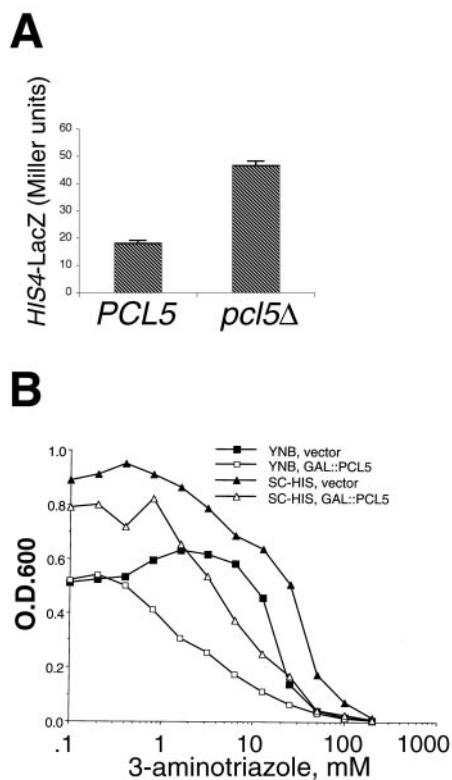 A
HIS4-LacZ (Miller units)
60
50
40
30
20
10
0
PCL5
pcl5Δ
B
YNB, vector
YNB, GAL::PCL5
SC-HIS, vector
SC-HIS, GAL::PCL5
O.D.600
1.0
0.8
0.6
0.4
0.2
0.0
.1 1 10 100 1000
3-aminotriazole, mM